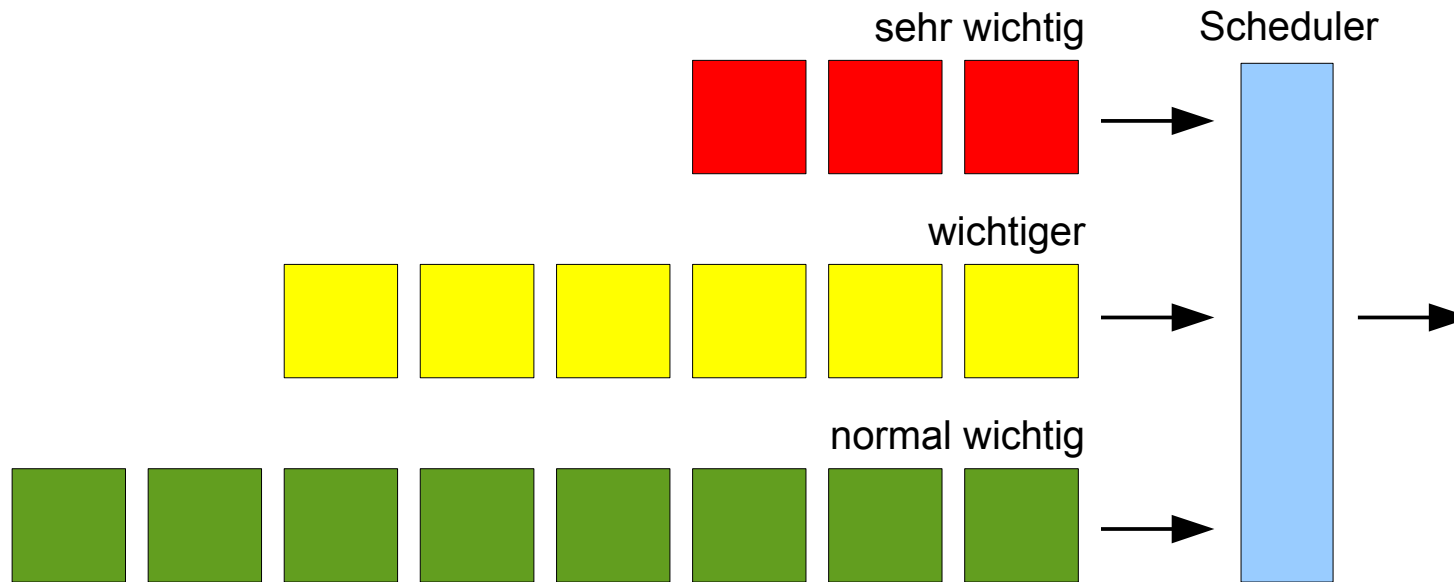 sehr wichtig
Scheduler
wichtiger
normal wichtig